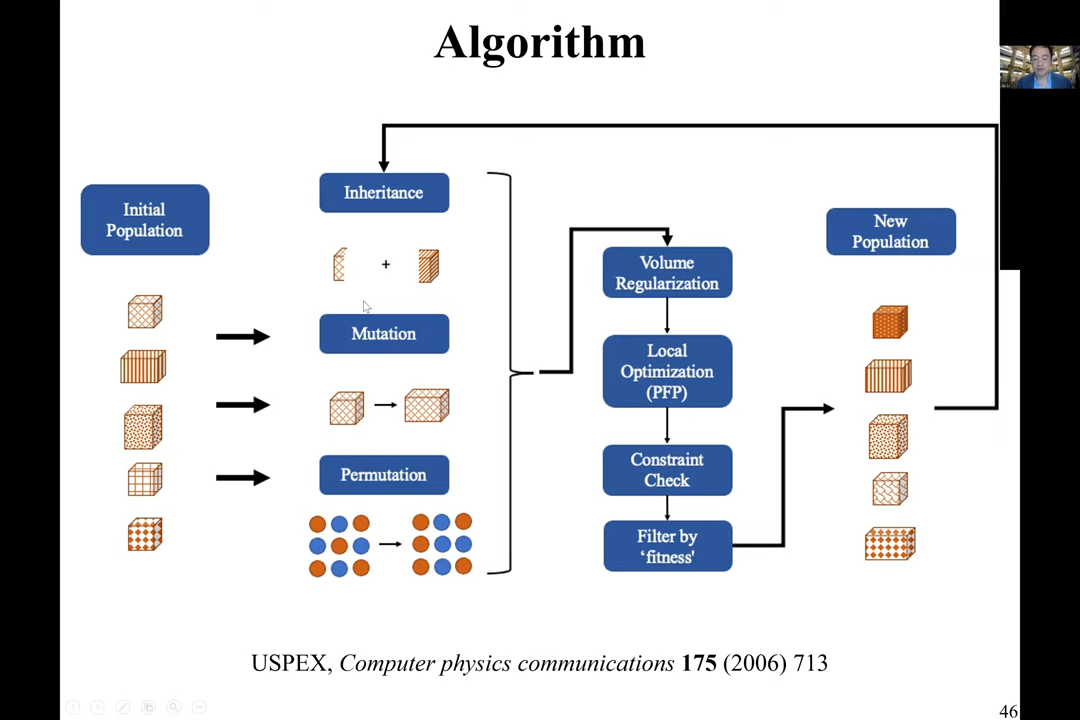 Algorithm
Initial
Population
Inheritance
+
Mutation
Permutation
Volume
Regularization
Local
Optimization
(PFP)
Constraint
Check
Filter by
‘fitness'
New
Population
USPEX, Computer physics communications 175 (2006) 713
46